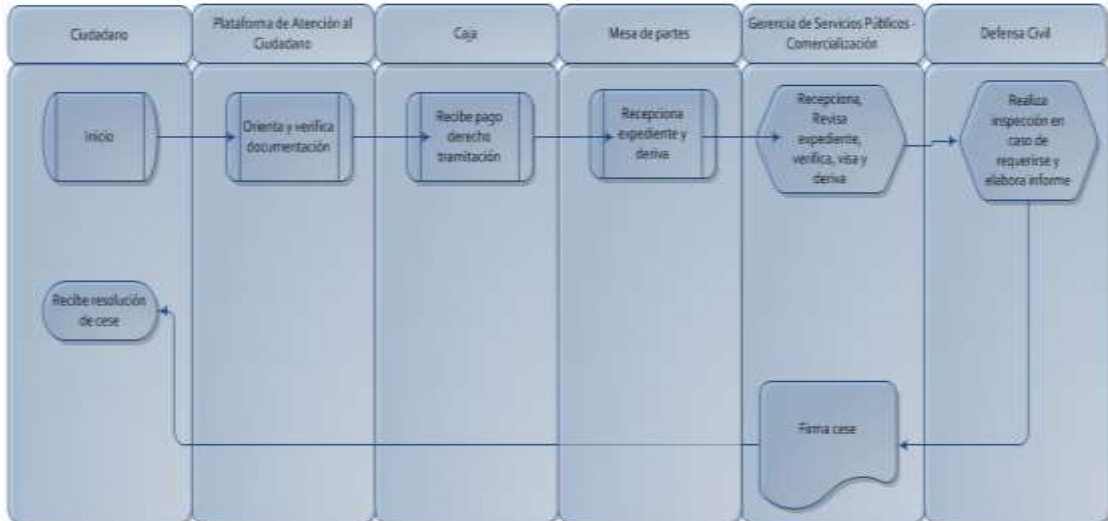 Ciudadano
Plataforma de Atención al
Ciudadano
Caja
Mesa de partes
Gerencia de Servicios Públicos -
Comercialización
Defensa Civil
Inicio
Orienta y verifica
documentación
Recibe pago
derecho
tramitación
Recepciona
expediente y
deriva
Recepciona,
Revisa
expediente,
verifica, visa y
deriva
Realiza
inspección en
caso de
requerirse y
elabora informe
Recibe resolución
de cese
Firma cese